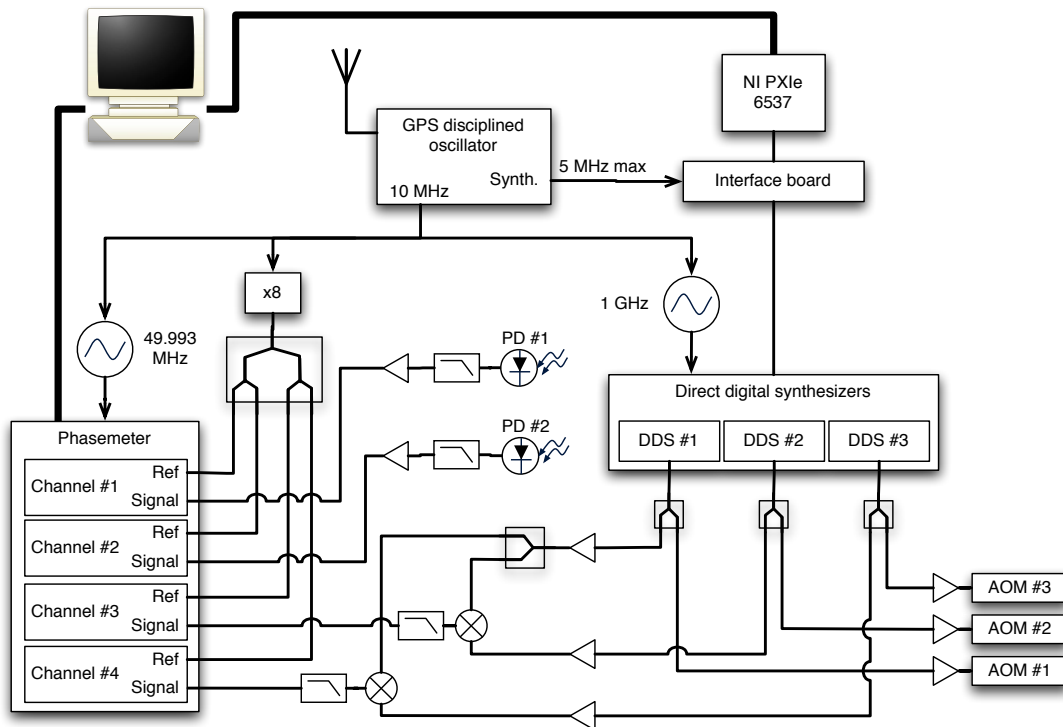 NI PXIe
6537
GPS disciplined
oscillator
Synth.
10 MHz
5 MHz max
Interface board
x8
1 GHz
49.993
MHz
PD #1
PD #2
Direct digital synthesizers
DDS #1
DDS #2
DDS #3
Phasemeter
Channel #1
Ref
Signal
Channel #2
Ref
Signal
Channel #3
Ref
Signal
Channel #4
Ref
Signal
AOM #3
AOM #2
AOM #1